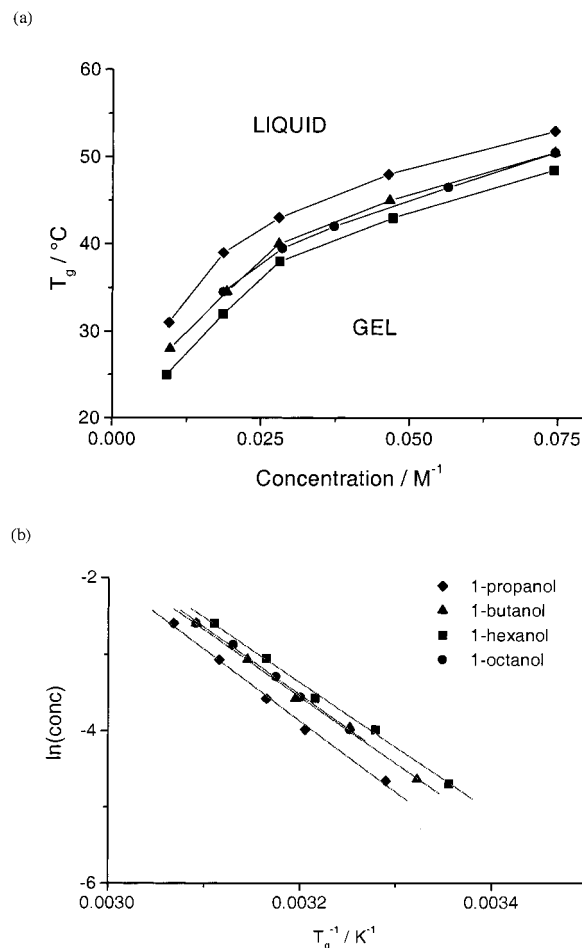 (a)
60
LIQUID
50
T_g / °C
40
GEL
30
20
0.000 0.025 0.050 0.075
Concentration / M⁻¹
(b)
-2
1-propanol
1-butanol
1-hexanol
1-octanol
ln(conc)
-4
-6
0.0030 0.0032 0.0034
T_g⁻¹ / K⁻¹